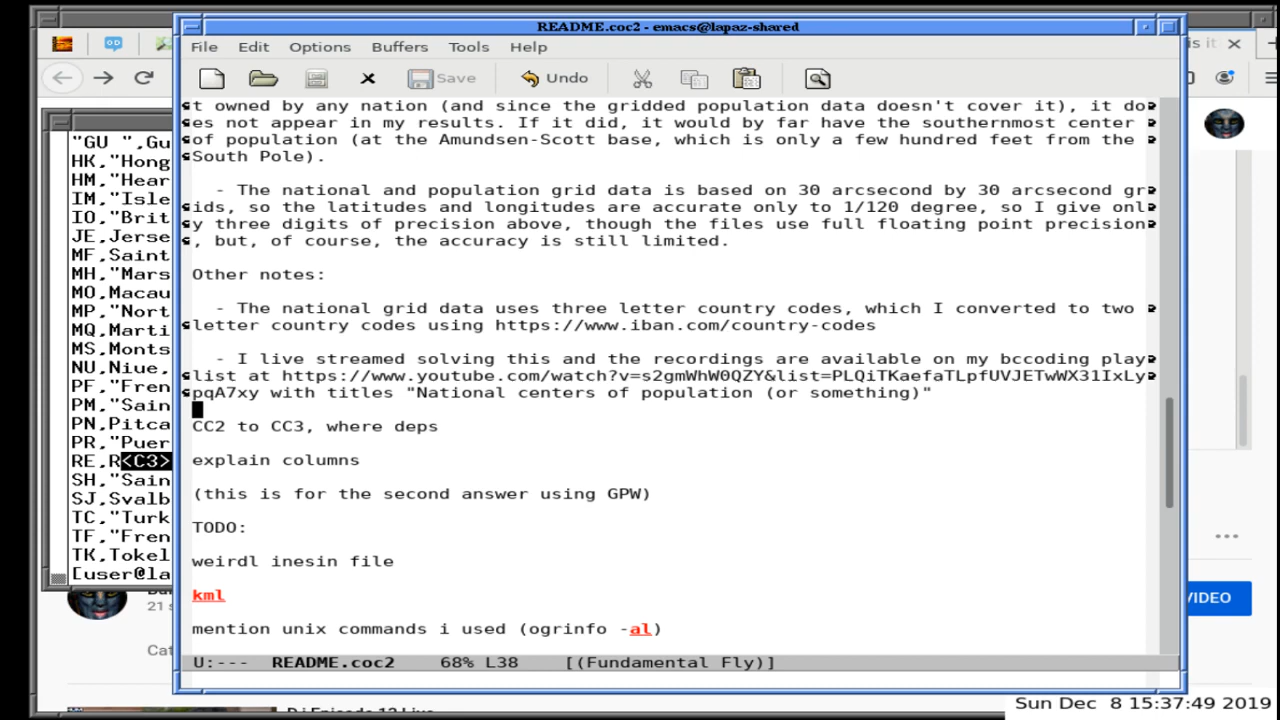 README.coc2 - emacs@lapaz-shared
File Edit Options Buffers Tools Help
Save Undo
t owned by any nation (and since the gridded population data doesn't cover it), it do
es not appear in my results. If it did, it would by far have the southernmost center
of population (at the Amundsen-Scott base, which is only a few hundred feet from the
South Pole).
- The national and population grid data is based on 30 arcsecond by 30 arcsecond gr
ids, so the latitudes and longitudes are accurate only to 1/120 degree, so I give onl
y three digits of precision above, though the files use full floating point precision
, but, of course, the accuracy is still limited.
Other notes:
- The national grid data uses three letter country codes, which I converted to two
letter country codes using https://www.iban.com/country-codes
- I live streamed solving this and the recordings are available on my bccoding play
list at https://www.youtube.com/watch?v=s2gmWhW0QZY&list=PLQiTKaefaTLpfUVJETwWX31IxLy
pqA7xy with titles "National centers of population (or something)"
CC2 to CC3, where deps
explain columns
(this is for the second answer using GPW)
TODO:
weirdl inesin file
kml
mention unix commands i used (ogrinfo -al)
U:--- README.coc2 68% L38 [(Fundamental Fly)]
"GU ",Gu
HK,"Hong
HM,"Hear
IM,"Isle
IO,"Brit
JE,Jerse
MF,Saint
MH,"Mars
MO,Macau
MP,"Nort
MQ,Marti
MS,Monts
NU,Niue,
PF,"Fren
PM,"Sain
PN,Pitca
PR,"Puer
RE,R<C3>
SH,"Sain
SJ,Svalb
TC,"Turk
TF,"Fren
TK,Tokel
[user@la
is it
VIDEO
21 s
Cat
Episode 12 Live
Sun Dec 8 15:37:49 2019